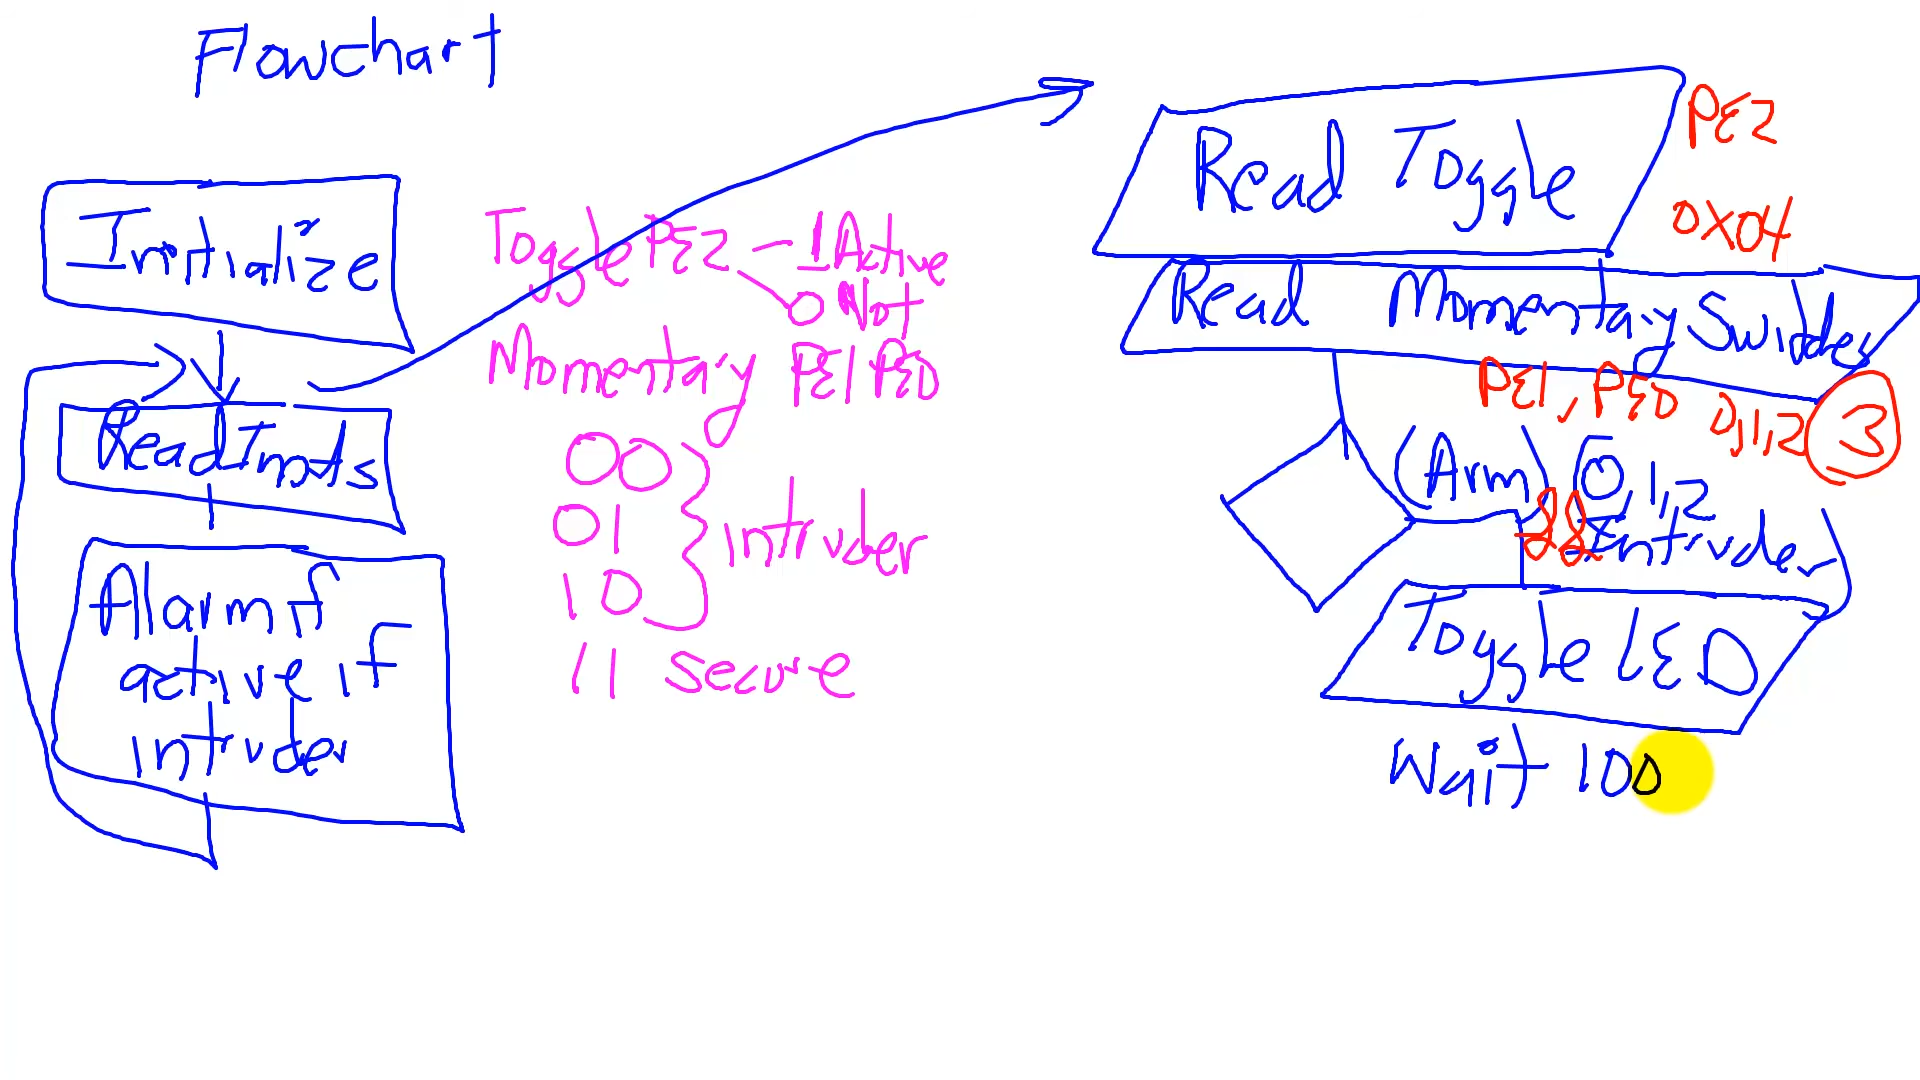 Flowchart
Initialize
Read Inputs
Alarm if
active if
intruder
Toggle PE2 - 1 Active
0 Not
Momentary PE1 PE0
00
01
10
intruder
11 secure
Read Toggle
PE2
0x04
Read Momentary Switches
PE1, PE0 0,1,2 3
(Arm) (0,1,2
&& Intruder)
Toggle LED
Wait 100